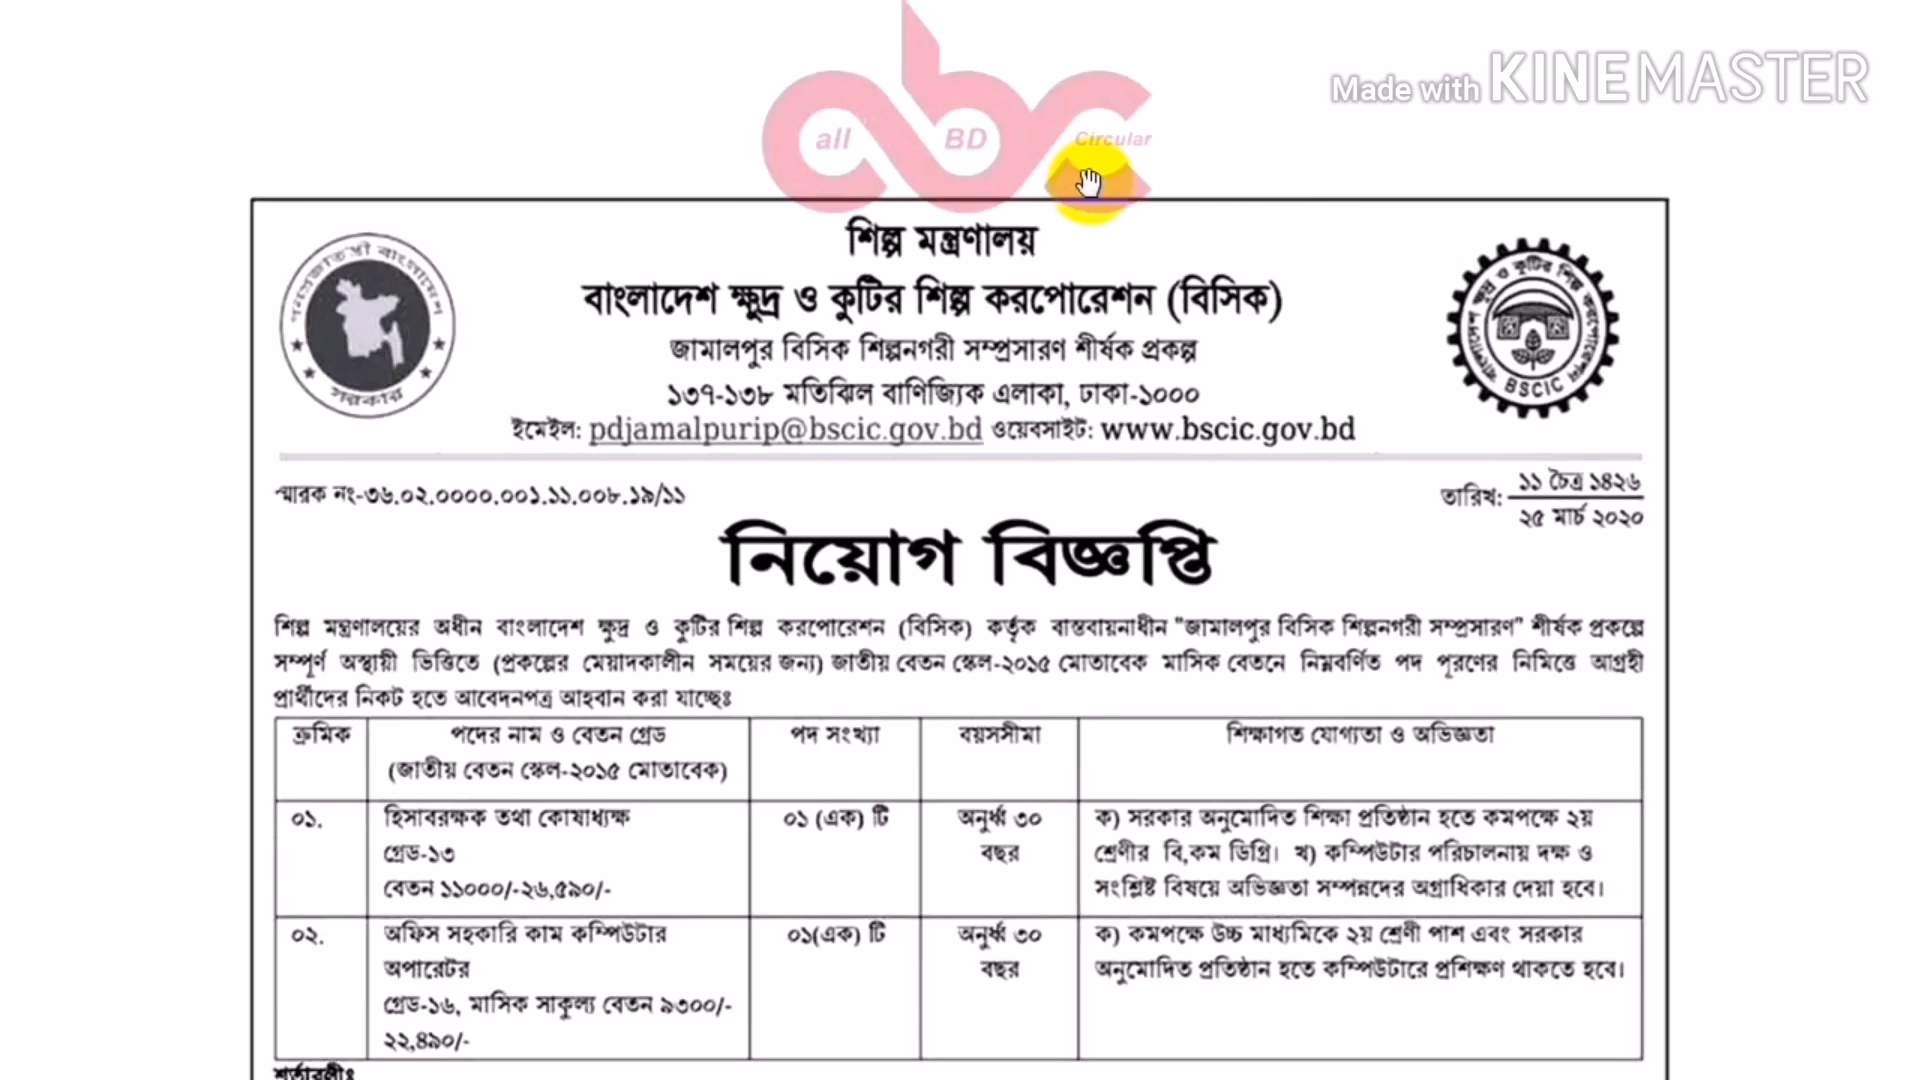 all BD Circular
Made with KINEMASTER
শিল্প মন্ত্রণালয়
বাংলাদেশ ক্ষুদ্র ও কুটির শিল্প করপোরেশন (বিসিক)
জামালপুর বিসিক শিল্পনগরী সম্প্রসারণ শীর্ষক প্রকল্প
১৩৭-১৩৮ মতিঝিল বাণিজ্যিক এলাকা, ঢাকা-১০০০
ইমেইল: pdjamalpurip@bscic.gov.bd ওয়েবসাইট: www.bscic.gov.bd
গণপ্রজাতন্ত্রী বাংলাদেশ
সরকার
বাংলাদেশ ক্ষুদ্র ও কুটির শিল্প করপোরেশন
BSCIC
স্মারক নং-৩৬.০২.০০০০.০০১.১১.০০৮.১৯/১১
তারিখ: ১১ চৈত্র ১৪২৬
২৫ মার্চ ২০২০
নিয়োগ বিজ্ঞপ্তি
শিল্প মন্ত্রণালয়ের অধীন বাংলাদেশ ক্ষুদ্র ও কুটির শিল্প করপোরেশন (বিসিক) কর্তৃক বাস্তবায়নাধীন "জামালপুর বিসিক শিল্পনগরী সম্প্রসারণ" শীর্ষক প্রকল্পে
সম্পূর্ণ অস্থায়ী ভিত্তিতে (প্রকল্পের মেয়াদকালীন সময়ের জন্য) জাতীয় বেতন স্কেল-২০১৫ মোতাবেক মাসিক বেতনে নিম্নবর্ণিত পদ পূরণের নিমিত্তে আগ্রহী
প্রার্থীদের নিকট হতে আবেদনপত্র আহবান করা যাচ্ছেঃ
ক্রমিক
পদের নাম ও বেতন গ্রেড
(জাতীয় বেতন স্কেল-২০১৫ মোতাবেক)
পদ সংখ্যা
বয়সসীমা
শিক্ষাগত যোগ্যতা ও অভিজ্ঞতা
০১.
হিসাবরক্ষক তথা কোষাধ্যক্ষ
গ্রেড-১৩
বেতন ১১০০০/-২৬,৫৯০/-
০১ (এক) টি
অনুর্ধ্ব ৩০
বছর
ক) সরকার অনুমোদিত শিক্ষা প্রতিষ্ঠান হতে কমপক্ষে ২য়
শ্রেণীর বি,কম ডিগ্রি। খ) কম্পিউটার পরিচালনায় দক্ষ ও
সংশ্লিষ্ট বিষয়ে অভিজ্ঞতা সম্পন্নদের অগ্রাধিকার দেয়া হবে।
০২.
অফিস সহকারি কাম কম্পিউটার
অপারেটর
গ্রেড-১৬, মাসিক সাকুল্য বেতন ৯৩০০/-
২২,৪৯০/-
০১(এক) টি
অনুর্ধ্ব ৩০
বছর
ক) কমপক্ষে উচ্চ মাধ্যমিকে ২য় শ্রেণী পাশ এবং সরকার
অনুমোদিত প্রতিষ্ঠান হতে কম্পিউটারে প্রশিক্ষণ থাকতে হবে।
শর্তাবলীঃ